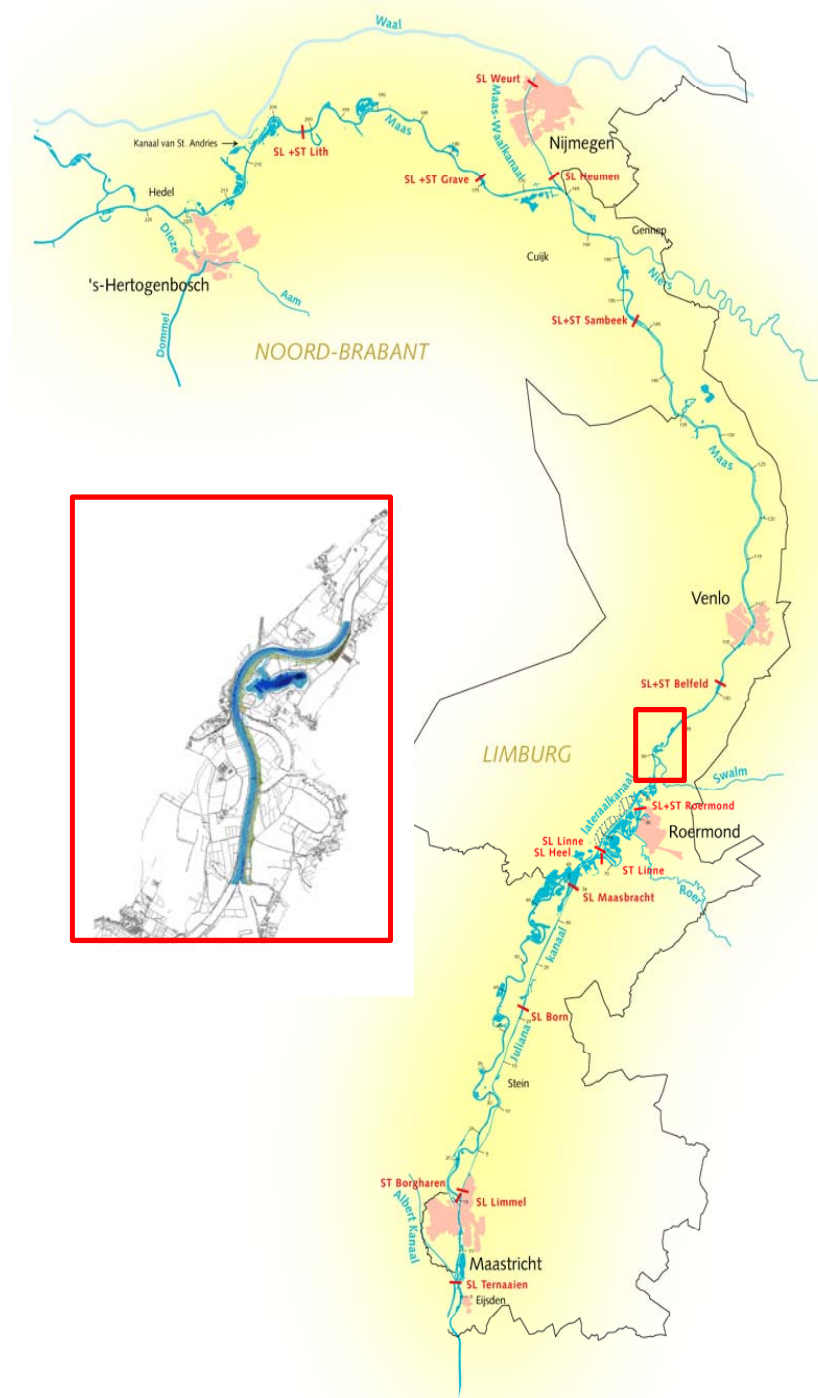 Waal
SL Weurt
Maas-Waalkanaal
Nijmegen
Maas
Kanaal van St. Andries
SL +ST Lith
SL +ST Grave
SL Heumen
Hedel
Gennep
Cuijk
Dieze
Niers
's-Hertogenbosch
Aam
Dommel
SL+ST Sambeek
NOORD-BRABANT
Maas
Venlo
SL+ST Belfeld
LIMBURG
Swalm
lateraalkanaal
SL+ST Roermond
Roermond
SL Linne
SL Heel
ST Linne
SL Maasbracht
Roer
kanaal
SL Born
Juliana
Stein
ST Borgharen
SL Limmel
Albert Kanaal
Maastricht
SL Ternaaien
Eijsden